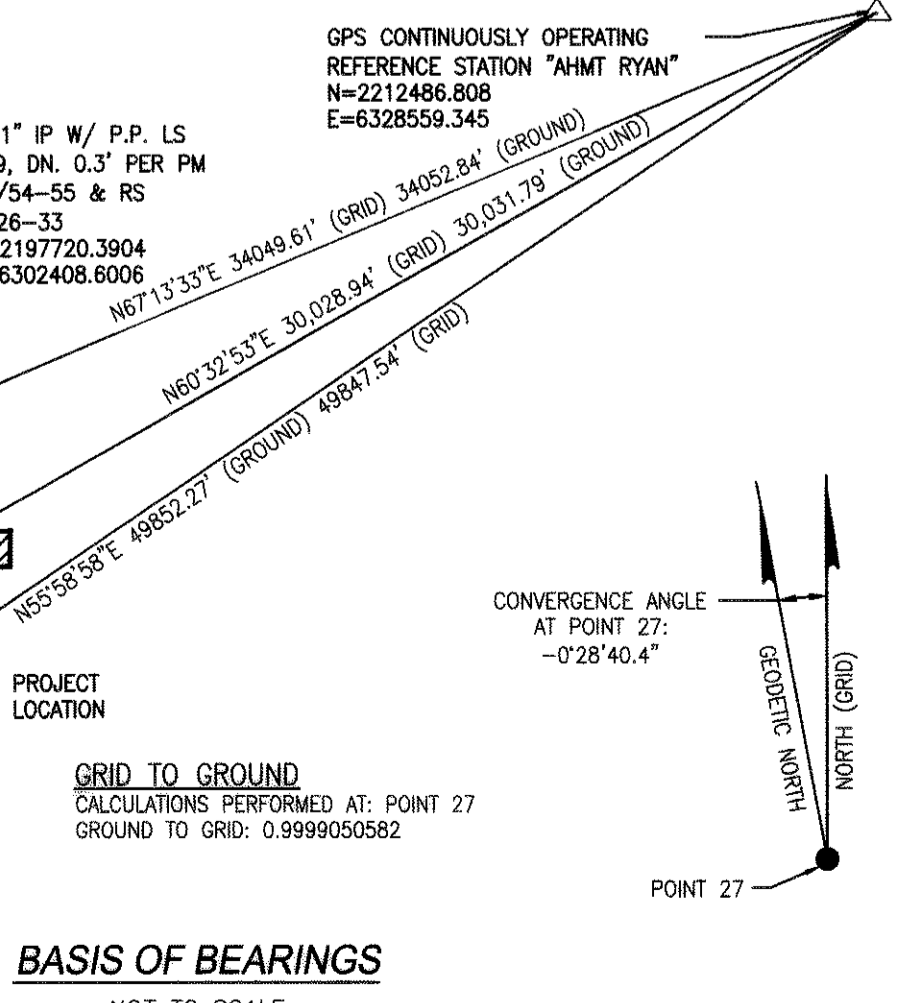 GPS CONTINUOUSLY OPERATING
REFERENCE STATION "AHMT RYAN"
N=2212486.808
E=6328559.345
1" IP W/ P.P. LS
9, DN. 0.3' PER PM
/54-55 & RS
26-33
2197720.3904
6302408.6006
N67°13'33"E 34049.61' (GRID) 34052.84' (GROUND)
N60°32'53"E 30,028.94' (GRID) 30,031.79' (GROUND)
N55°58'58"E 49852.27' (GROUND) 49847.54' (GRID)
CONVERGENCE ANGLE
AT POINT 27:
-0°28'40.4"
GEODETIC NORTH
NORTH (GRID)
PROJECT
LOCATION
GRID TO GROUND
CALCULATIONS PERFORMED AT: POINT 27
GROUND TO GRID: 0.9999050582
POINT 27
BASIS OF BEARINGS
NOT TO SCALE